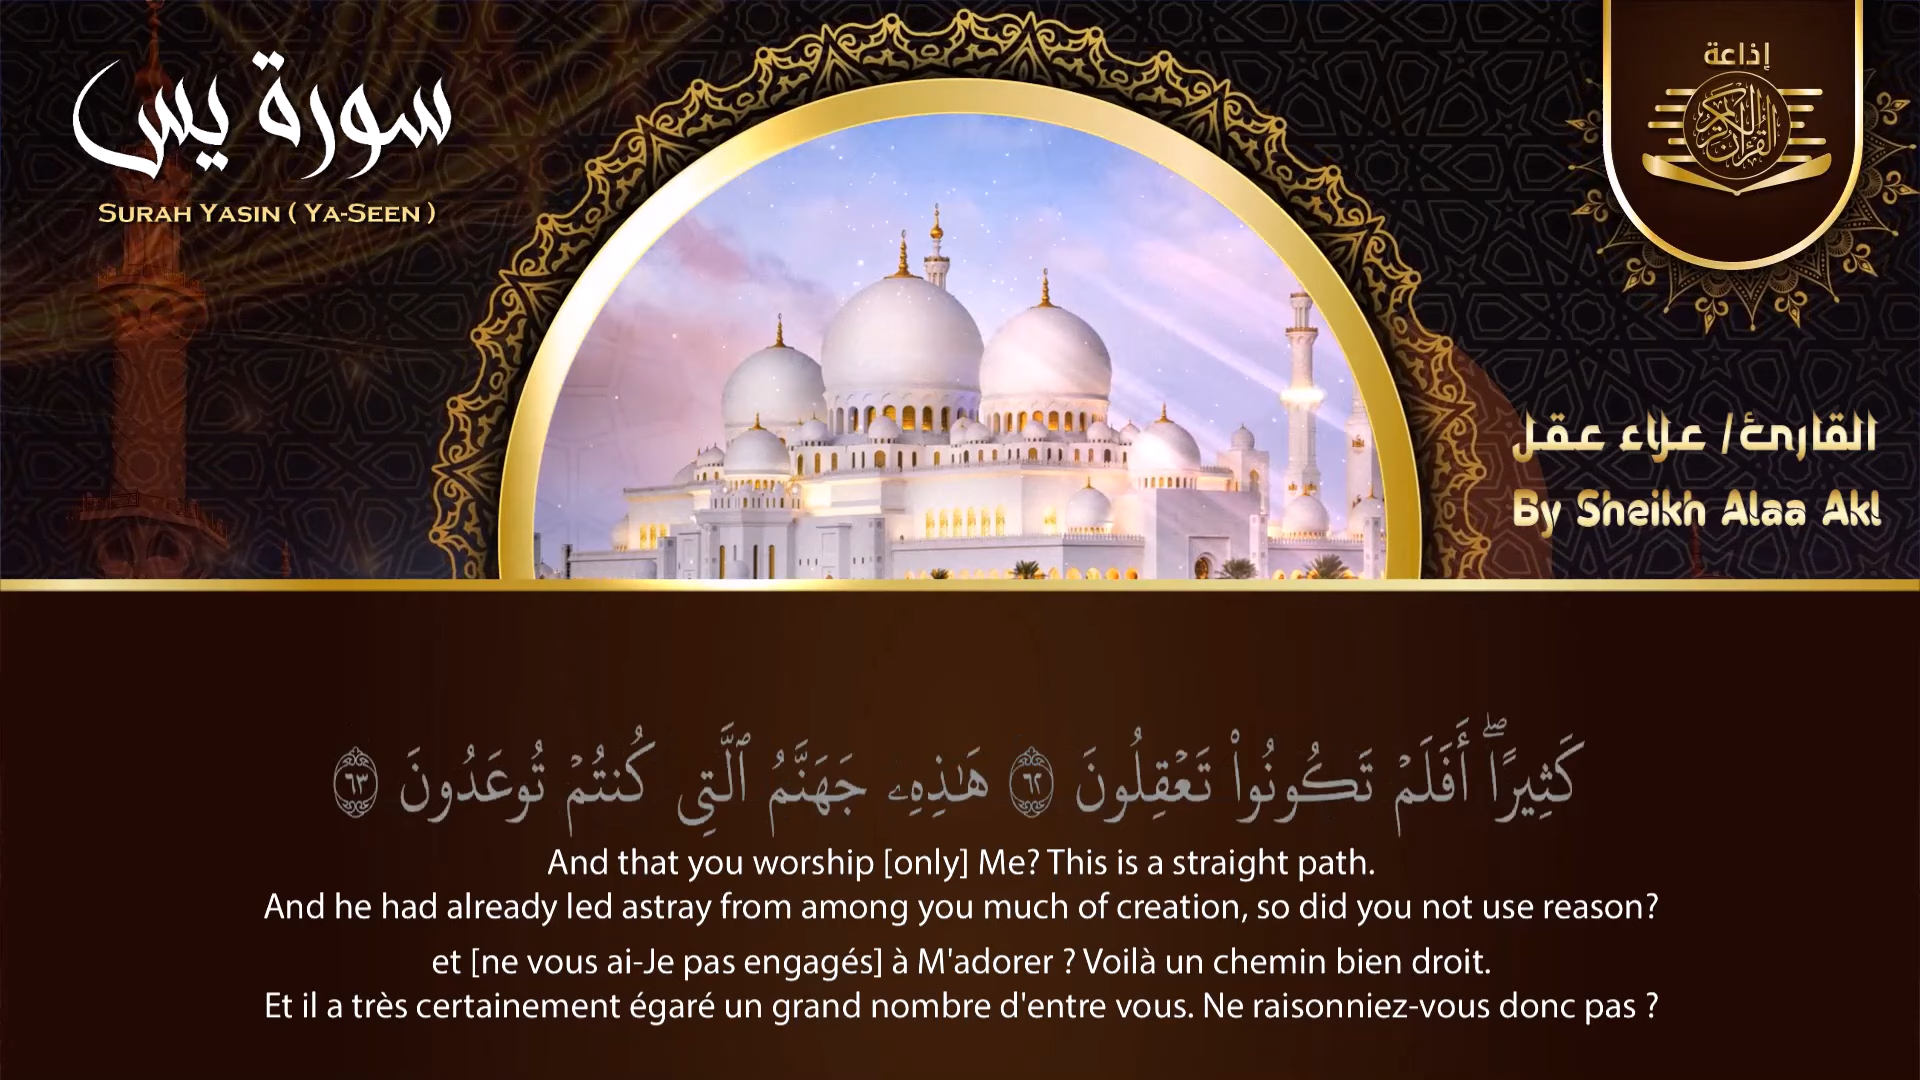 سورة يس
SURAH YASIN ( YA-SEEN )
إذاعة
القرآن الكريم
القارئ/ علاء عقل
By Sheikh Alaa Akl
كَثِيرًاۖ أَفَلَمْ تَكُونُوا۟ تَعْقِلُونَ ٦٢ هَـٰذِهِۦ جَهَنَّمُ ٱلَّتِى كُنتُمْ تُوعَدُونَ ٦٣
And that you worship [only] Me? This is a straight path.
And he had already led astray from among you much of creation, so did you not use reason?
et [ne vous ai-Je pas engagés] à M'adorer ? Voilà un chemin bien droit.
Et il a très certainement égaré un grand nombre d'entre vous. Ne raisonniez-vous donc pas ?